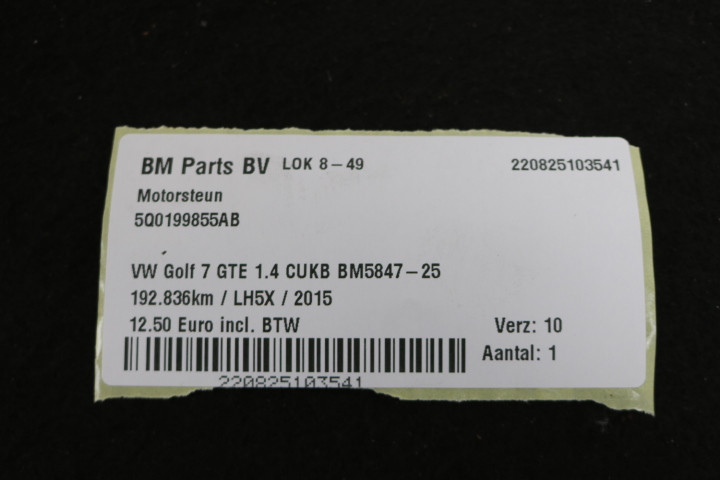 BM Parts BV LOK 8-49 220825103541
Motorsteun
5Q0199855AB
VW Golf 7 GTE 1.4 CUKB BM5847-25
192.836km / LH5X / 2015
12.50 Euro incl. BTW Verz: 10
Aantal: 1
220825103541